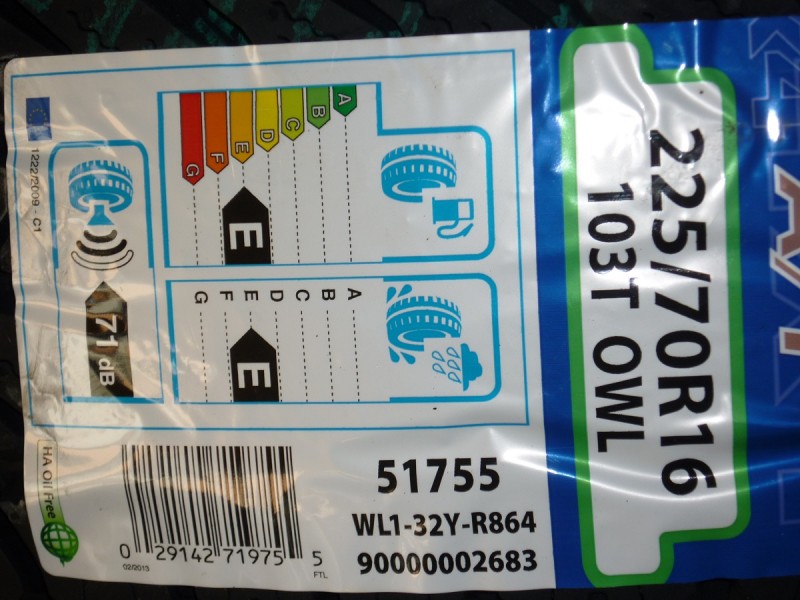 4 A/T
225/70R16
103T OWL
A
B
C
D
E
F
G
E
A
B
C
D
E
F
G
E
71 dB
1222/2009 - C1
51755
WL1-32Y-R864
90000002683
0 29142 71975 5
02/2013
FTL
HA Oil Free